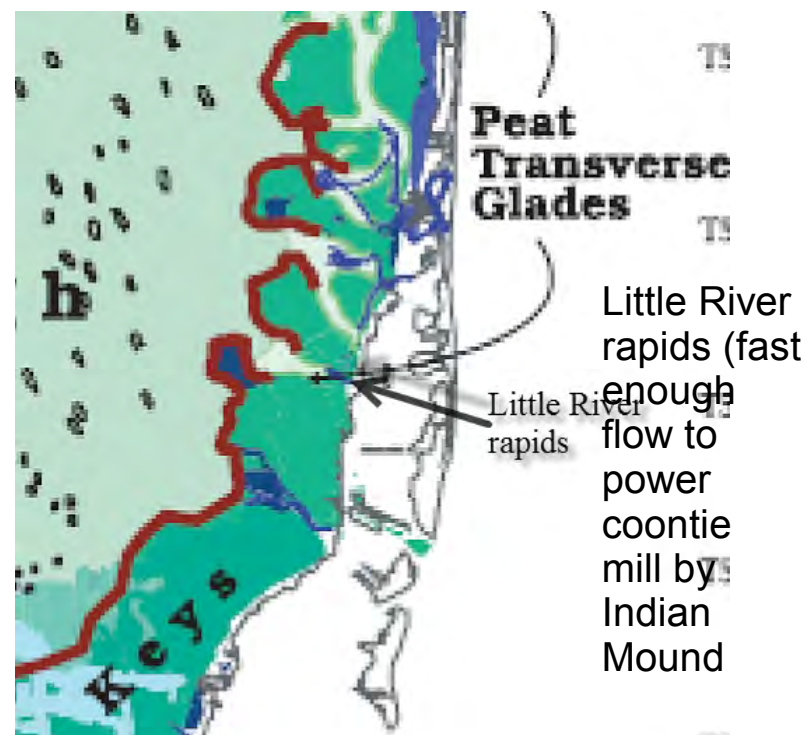 Peat
Transverse
Glades
h
Little River
rapids
Keys
Little River
rapids (fast
enough
flow to
power
coontie
mill by
Indian
Mound